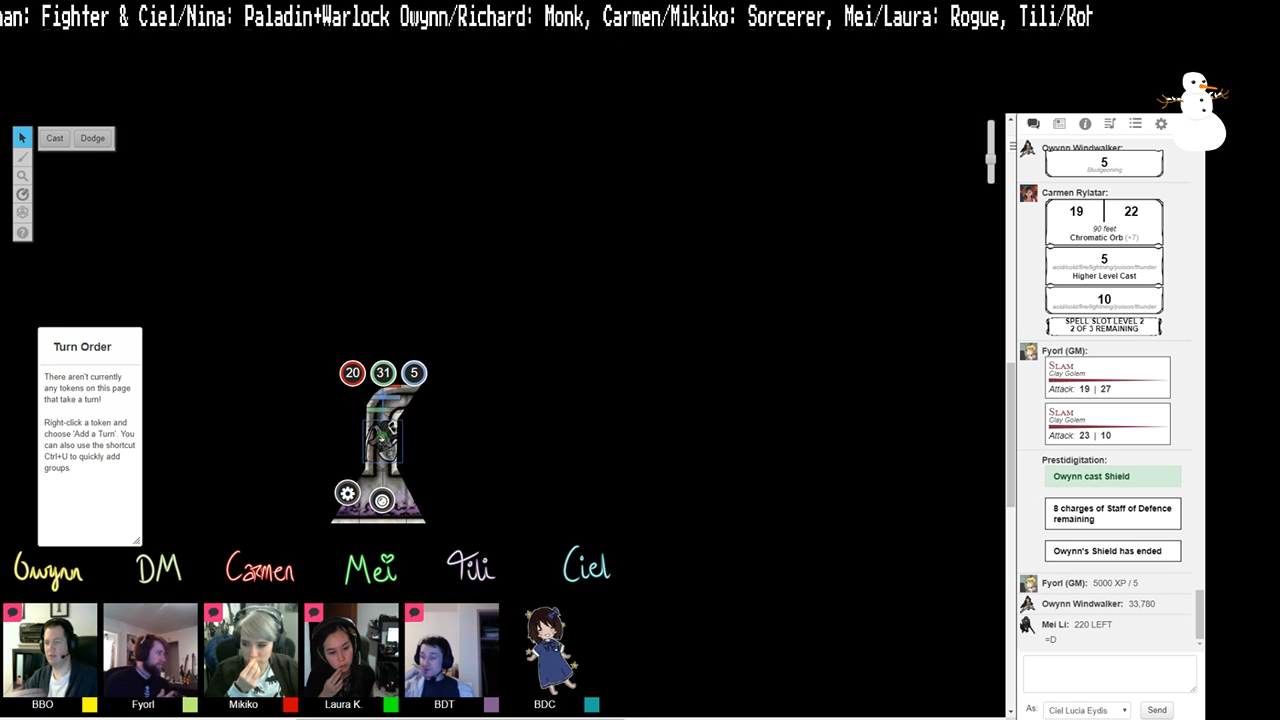 nan: Fighter & Ciel/Nina: Paladin+Warlock Owynn/Richard: Monk, Carmen/Mikiko: Sorcerer, Mei/Laura: Rogue, Tili/Rob
Cast
Dodge
Turn Order
There aren't currently
any tokens on this page
that take a turn!
Right-click a token and
choose 'Add a Turn'. You
can also use the shortcut
Ctrl+U to quickly add
groups.
20
31
5
Owynn
DM
Carmen
Mei
Tili
Ciel
BBO
Fyorl
Mikiko
Laura K.
BDT
BDC
Owynn Windwalker:
5
Bludgeoning
Carmen Rylatar:
19 22
90 feet
Chromatic Orb (+7)
5
acid/cold/fire/lightning/poison/thunder
Higher Level Cast
10
acid/cold/fire/lightning/poison/thunder
SPELL SLOT LEVEL 2
2 OF 3 REMAINING
Fyorl (GM):
SLAM
Clay Golem
Attack: 19 | 27
SLAM
Clay Golem
Attack: 23 | 10
Prestidigitation:
Owynn cast Shield
8 charges of Staff of Defence
remaining
Owynn's Shield has ended
Fyorl (GM): 5000 XP / 5
Owynn Windwalker: 33,780
Mei Li: 220 LEFT
=D
As: Ciel Lucia Eydis
Send